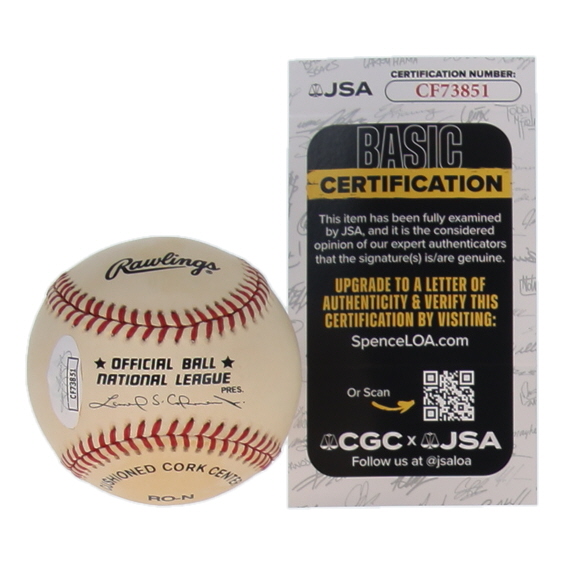 Rawlings
★ OFFICIAL BALL ★
NATIONAL LEAGUE
PRES.
CUSHIONED CORK CENTER
RO-N
CF73851
JSA
CERTIFICATION NUMBER:
CF73851
BASIC
CERTIFICATION
This item has been fully examined
by JSA, and it is the considered
opinion of our expert authenticators
that the signature(s) is/are genuine.
UPGRADE TO A LETTER OF
AUTHENTICITY & VERIFY THIS
CERTIFICATION BY VISITING:
SpenceLOA.com
Or Scan
CGC x JSA
Follow us at @jsaloa